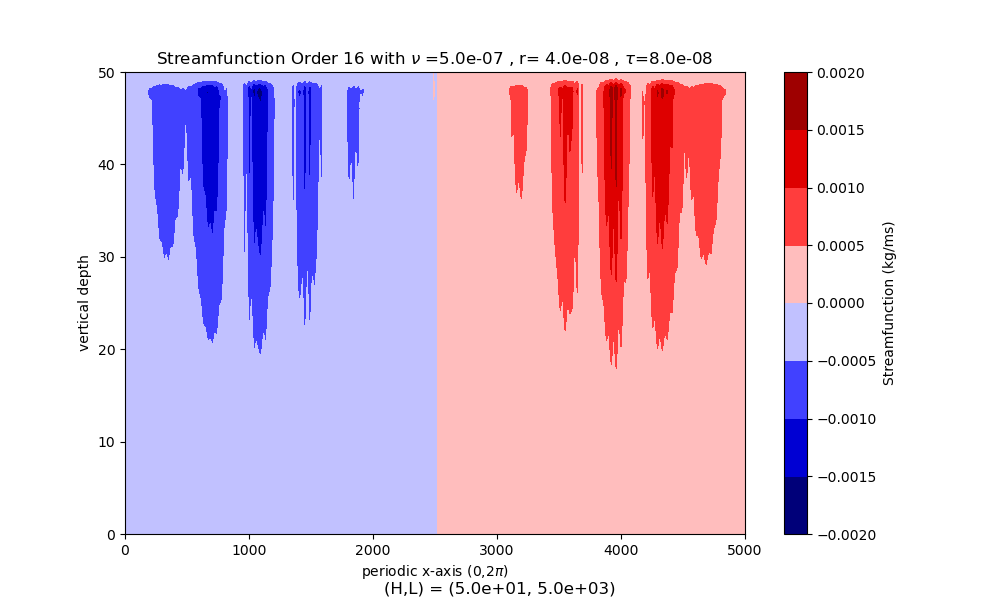 Streamfunction Order 16 with ν =5.0e-07 , r= 4.0e-08 , τ=8.0e-08
50
40
30
20
10
0
vertical depth
0 1000 2000 3000 4000 5000
periodic x-axis (0,2π)
(H,L) = (5.0e+01, 5.0e+03)
0.0020
0.0015
0.0010
0.0005
0.0000
−0.0005
−0.0010
−0.0015
−0.0020
Streamfunction (kg/ms)